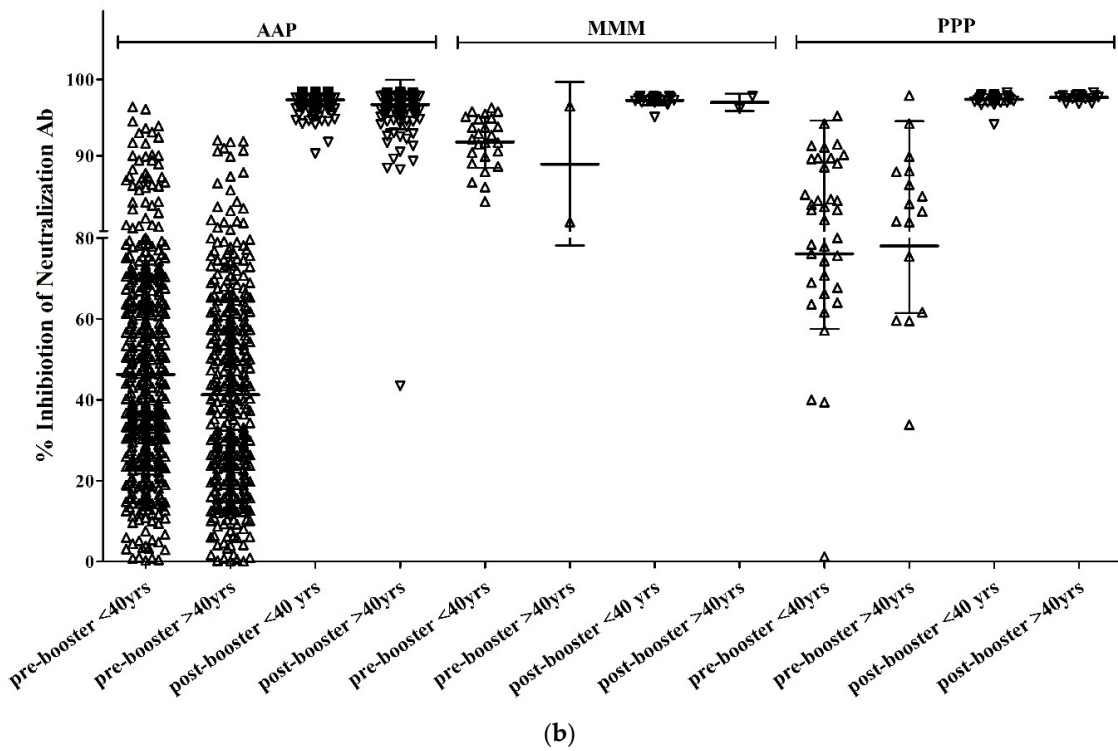 AAP MMM PPP
% Inhibiotion of Neutralization Ab
100
90
80
60
40
20
0
pre-booster <40yrs
pre-booster >40yrs
post-booster <40 yrs
post-booster >40yrs
pre-booster <40yrs
pre-booster >40yrs
post-booster <40 yrs
post-booster >40yrs
pre-booster <40yrs
pre-booster >40yrs
post-booster <40 yrs
post-booster >40yrs
(b)